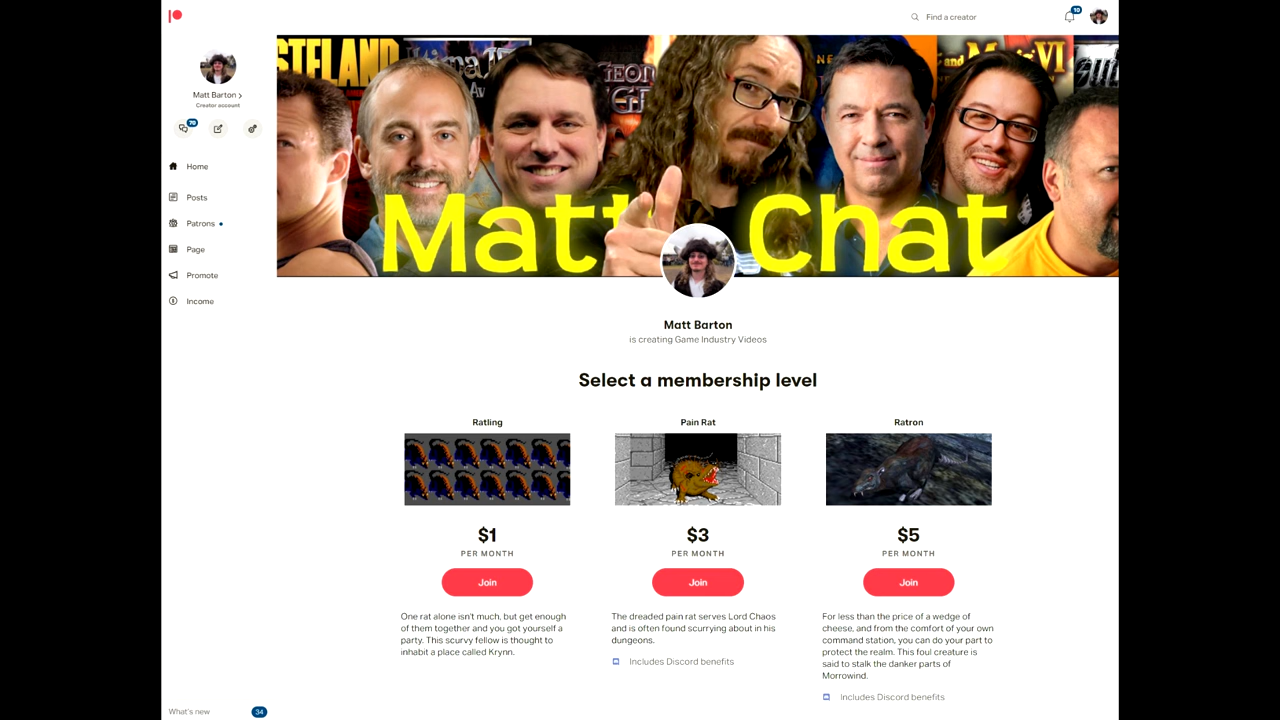 Find a creator
10
Matt Barton
Creator account
70
Home
Posts
Patrons
Page
Promote
Income
What's new
34
STELAND
and Magic VI
Matt Chat
Matt Barton
is creating Game Industry Videos
Select a membership level
Ratling
$1
PER MONTH
Join
One rat alone isn't much, but get enough
of them together and you got yourself a
party. This scurvy fellow is thought to
inhabit a place called Krynn.
Pain Rat
$3
PER MONTH
Join
The dreaded pain rat serves Lord Chaos
and is often found scurrying about in his
dungeons.
Includes Discord benefits
Ratron
$5
PER MONTH
Join
For less than the price of a wedge of
cheese, and from the comfort of your own
command station, you can do your part to
protect the realm. This foul creature is
said to stalk the danker parts of
Morrowind.
Includes Discord benefits